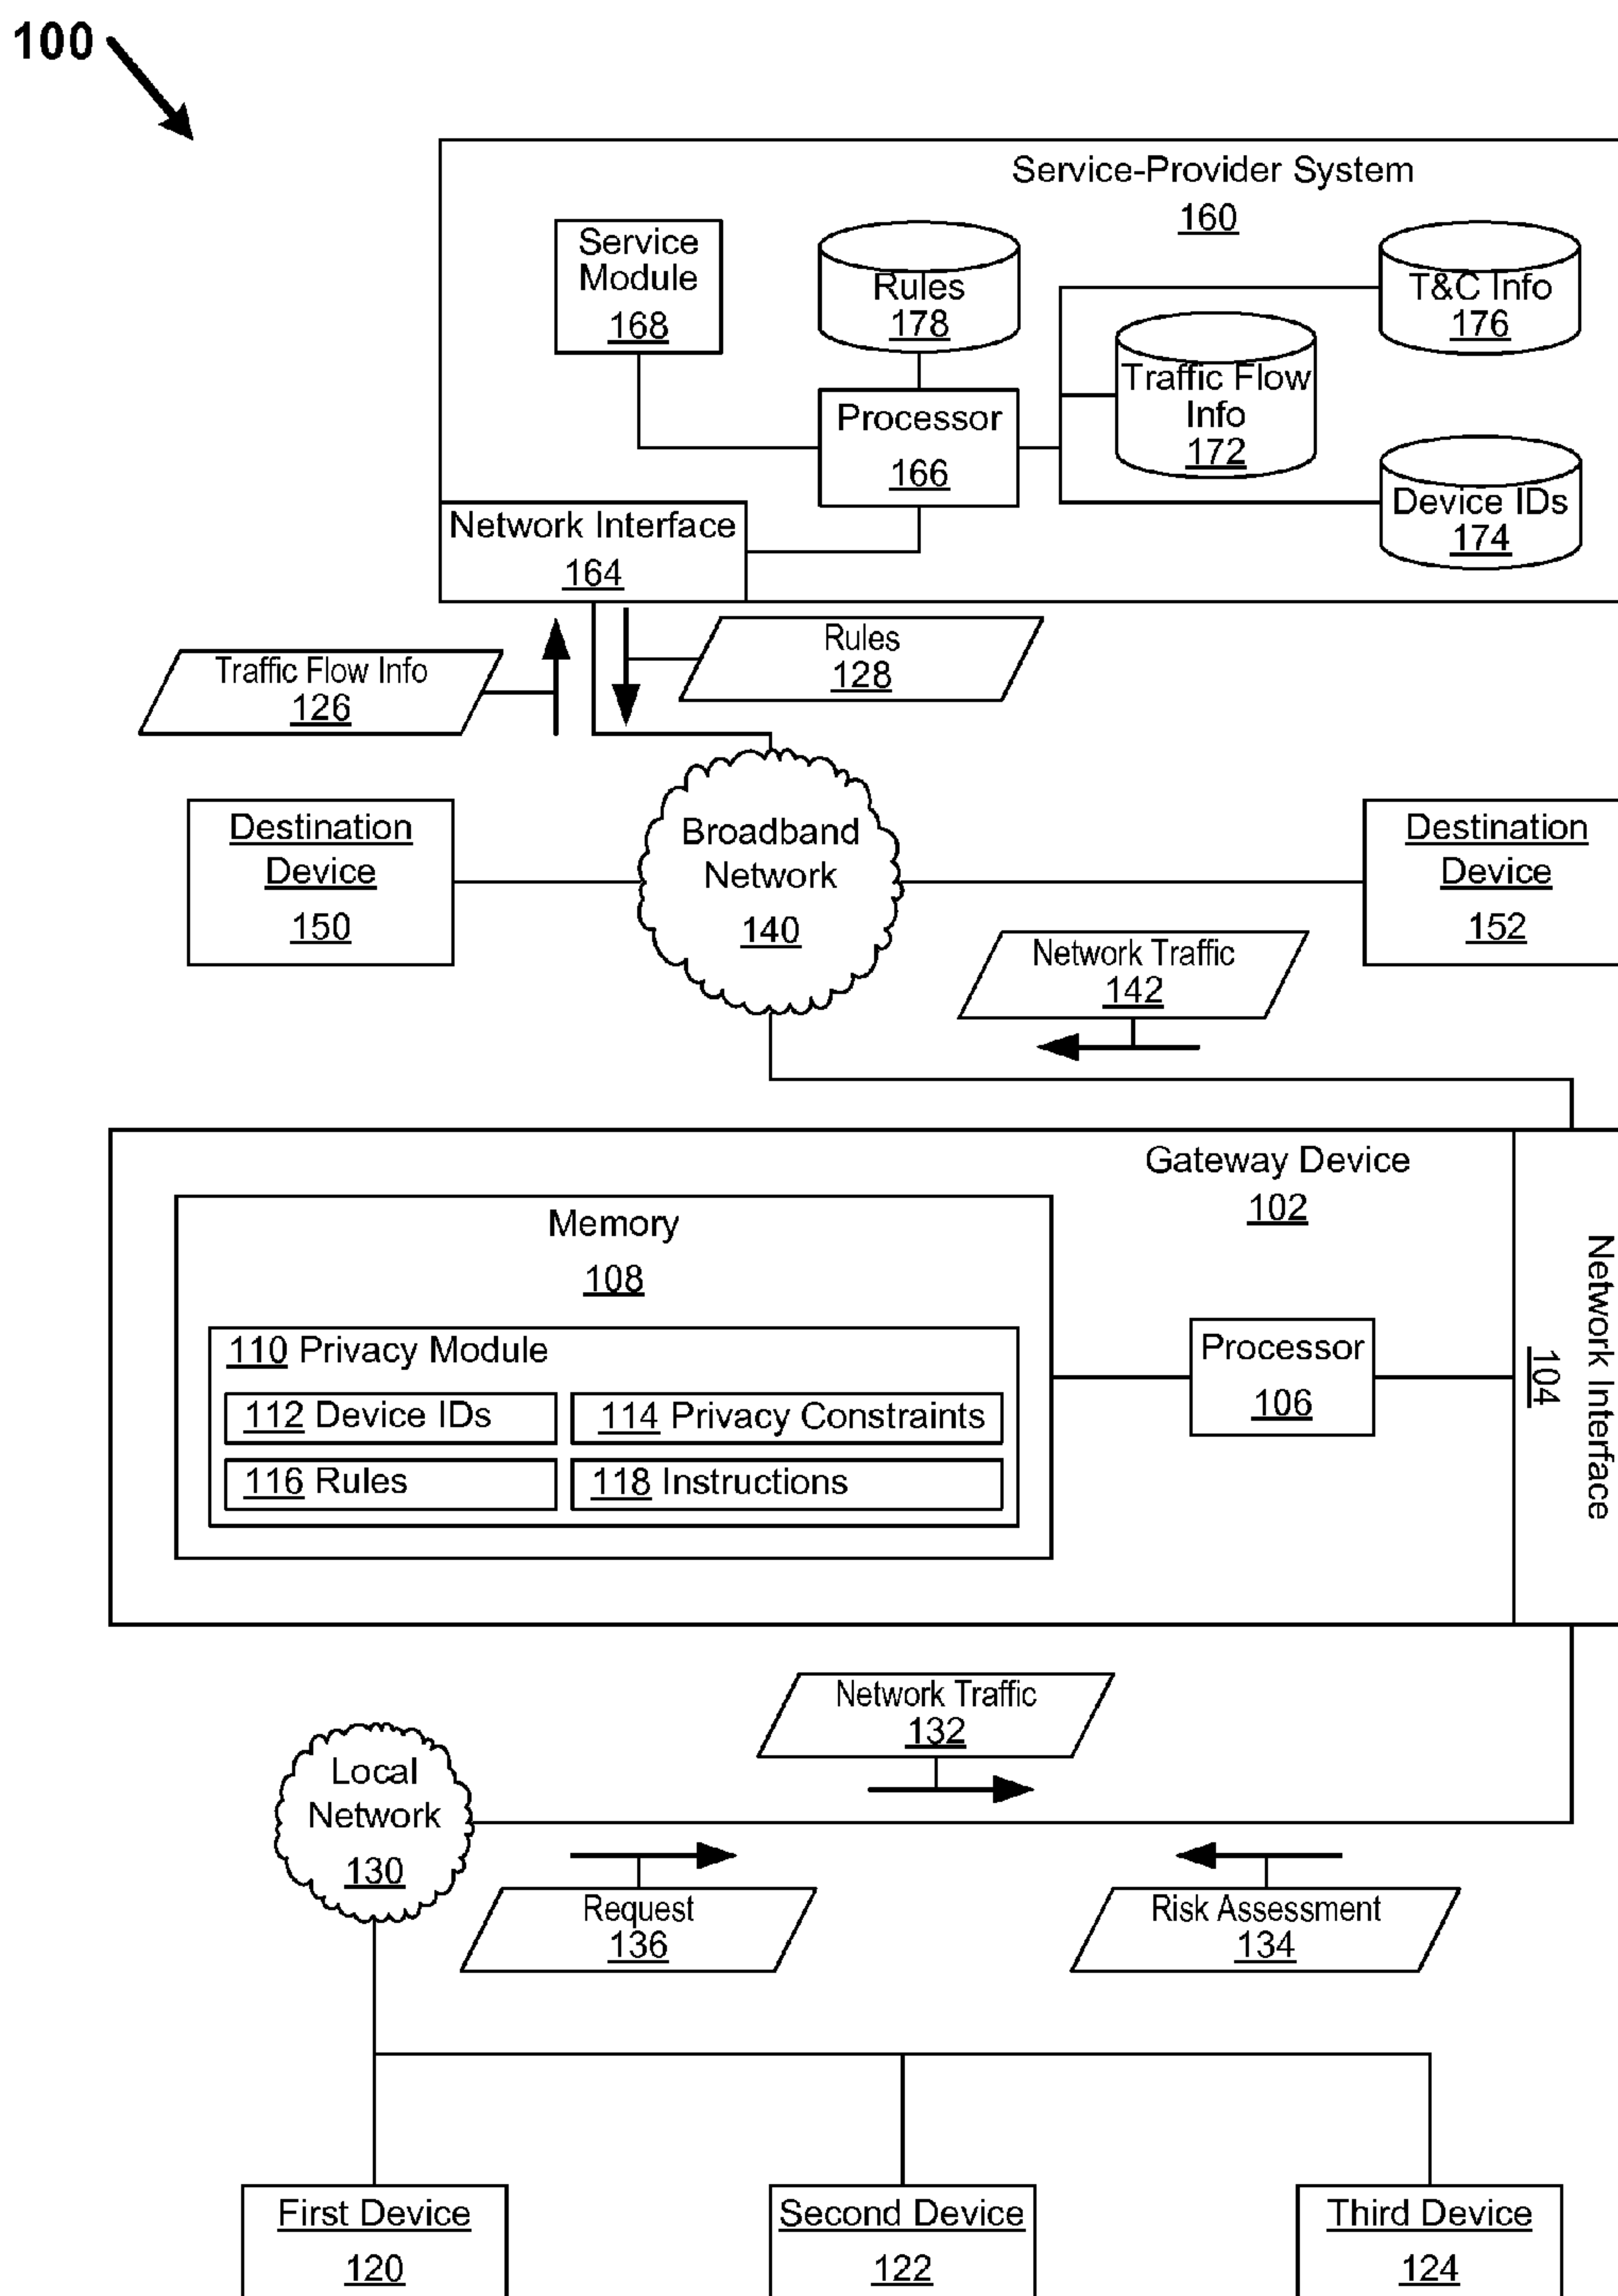 100
Service-Provider System
160
Service
Module
168
Rules
178
T&C Info
176
Traffic Flow
Info
172
Processor
166
Device IDs
174
Network Interface
164
Traffic Flow Info
126
Rules
128
Destination
Device
150
Broadband
Network
140
Destination
Device
152
Network Traffic
142
Gateway Device
102
Memory
108
110 Privacy Module
112 Device IDs
114 Privacy Constraints
116 Rules
118 Instructions
Processor
106
Network Interface
104
Network Traffic
132
Local
Network
130
Request
136
Risk Assessment
134
First Device
120
Second Device
122
Third Device
124